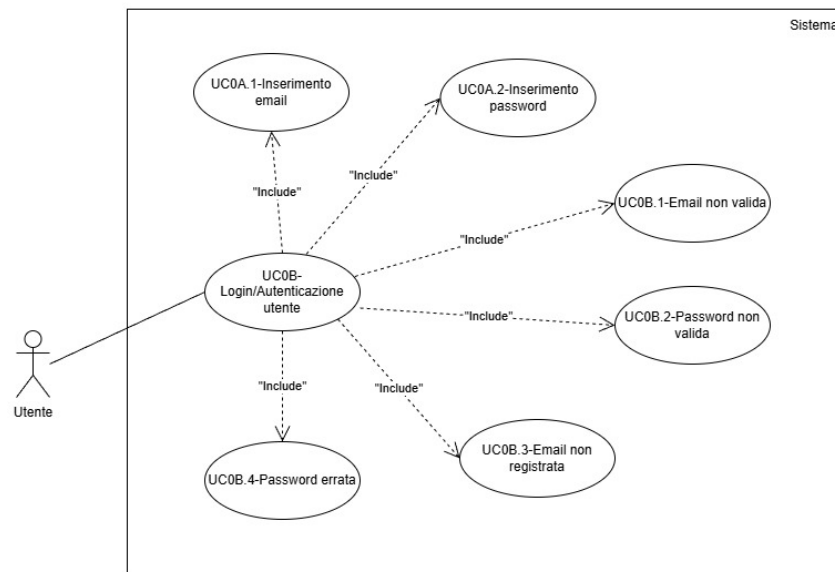 Sistema
UC0A.1-Inserimento
email
UC0A.2-Inserimento
password
"Include"
"Include"
UC0B.1-Email non valida
"Include"
UC0B-
Login/Autenticazione
utente
"Include"
UC0B.2-Password non
valida
Utente
"Include"
"Include"
UC0B.3-Email non
registrata
UC0B.4-Password errata